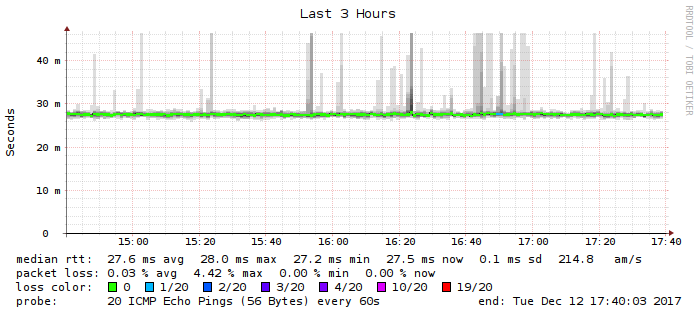 Last 3 Hours
RRDTOOL / TOBI OETIKER
Seconds
40 m
30 m
20 m
10 m
0
15:00 15:20 15:40 16:00 16:20 16:40 17:00 17:20 17:40
median rtt: 27.6 ms avg 28.0 ms max 27.2 ms min 27.5 ms now 0.1 ms sd 214.8 am/s
packet loss: 0.03 % avg 4.42 % max 0.00 % min 0.00 % now
loss color: 0 1/20 2/20 3/20 4/20 10/20 19/20
probe: 20 ICMP Echo Pings (56 Bytes) every 60s end: Tue Dec 12 17:40:03 2017